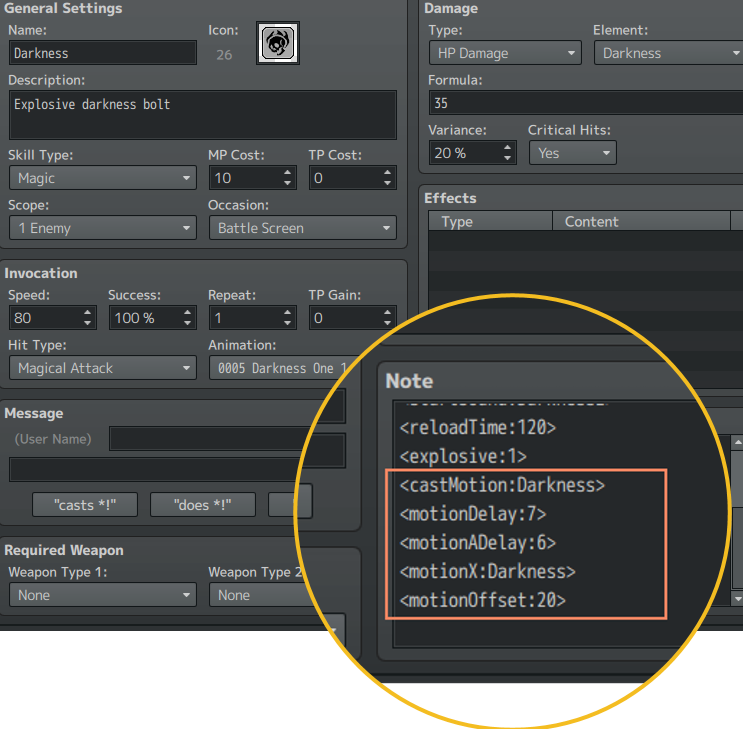 General Settings
Name:
Icon:
Darkness
26
Description:
Explosive darkness bolt
Skill Type:
MP Cost:
TP Cost:
Magic
10
0
Scope:
Occasion:
1 Enemy
Battle Screen
Invocation
Speed:
Success:
Repeat:
TP Gain:
80
100 %
1
0
Hit Type:
Animation:
Magical Attack
0005 Darkness One 1
Message
(User Name)
"casts *!"
"does *!"
Required Weapon
Weapon Type 1:
Weapon Type 2
None
None
Damage
Type:
Element:
HP Damage
Darkness
Formula:
35
Variance:
Critical Hits:
20 %
Yes
Effects
Type
Content
Note
<reloadTime:120>
<explosive:1>
<castMotion:Darkness>
<motionDelay:7>
<motionADelay:6>
<motionX:Darkness>
<motionOffset:20>